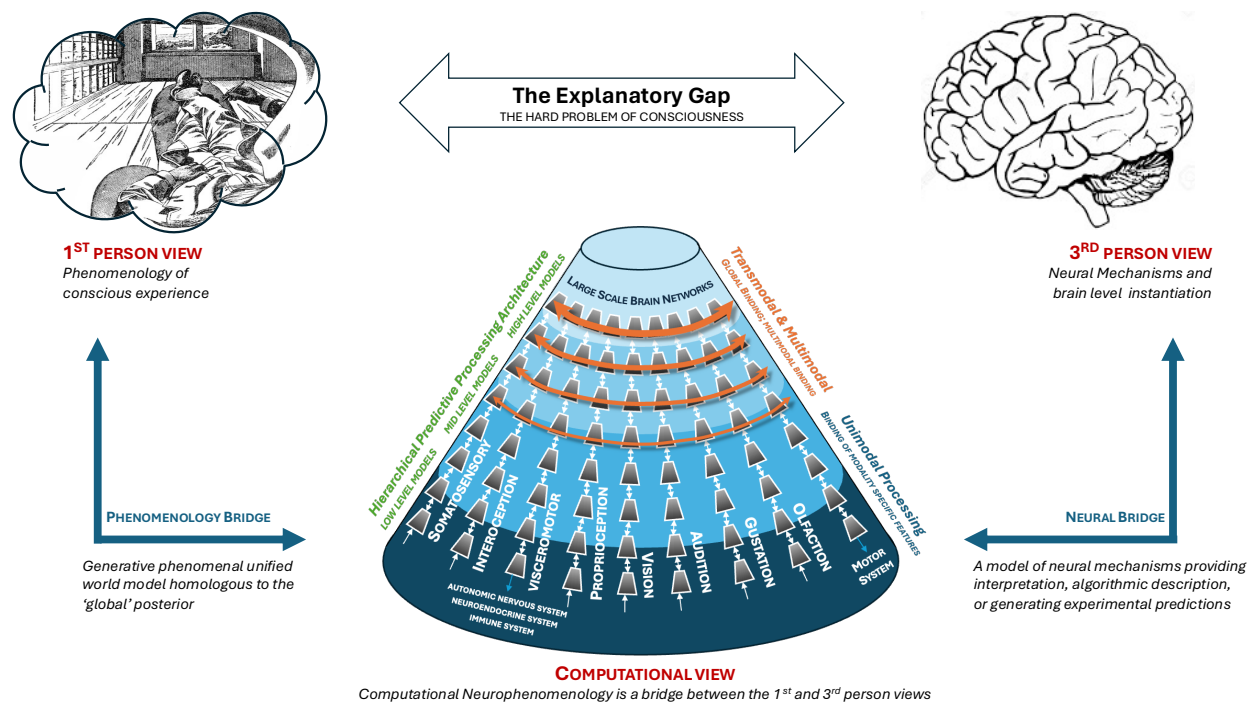 The Explanatory Gap
THE HARD PROBLEM OF CONSCIOUSNESS
1ST PERSON VIEW
Phenomenology of
conscious experience
3RD PERSON VIEW
Neural Mechanisms and
brain level instantiation
Hierarchical Predictive Processing Architecture
LOW LEVEL MODELS
MID LEVEL MODELS
HIGH LEVEL MODELS
LARGE SCALE BRAIN NETWORKS
Transmodal & Multimodal
GLOBAL BINDING; MULTIMODAL BINDING
Unimodal Processing
BINDING OF MODALITY SPECIFIC FEATURES
SOMATOSENSORY
INTEROCEPTION
VISCEROMOTOR
PROPRIOCEPTION
VISION
AUDITION
GUSTATION
OLFACTION
MOTOR
SYSTEM
AUTONOMIC NERVOUS SYSTEM
NEUROENDOCRINE SYSTEM
IMMUNE SYSTEM
PHENOMENOLOGY BRIDGE
Generative phenomenal unified
world model homologous to the
‘global’ posterior
NEURAL BRIDGE
A model of neural mechanisms providing
interpretation, algorithmic description,
or generating experimental predictions
COMPUTATIONAL VIEW
Computational Neurophenomenology is a bridge between the 1st and 3rd person views